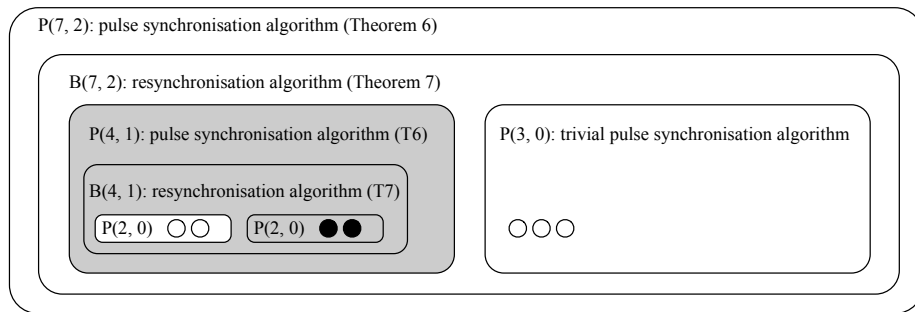 P(7, 2): pulse synchronisation algorithm (Theorem 6)
B(7, 2): resynchronisation algorithm (Theorem 7)
P(4, 1): pulse synchronisation algorithm (T6)
B(4, 1): resynchronisation algorithm (T7)
P(2, 0)
P(2, 0)
P(3, 0): trivial pulse synchronisation algorithm